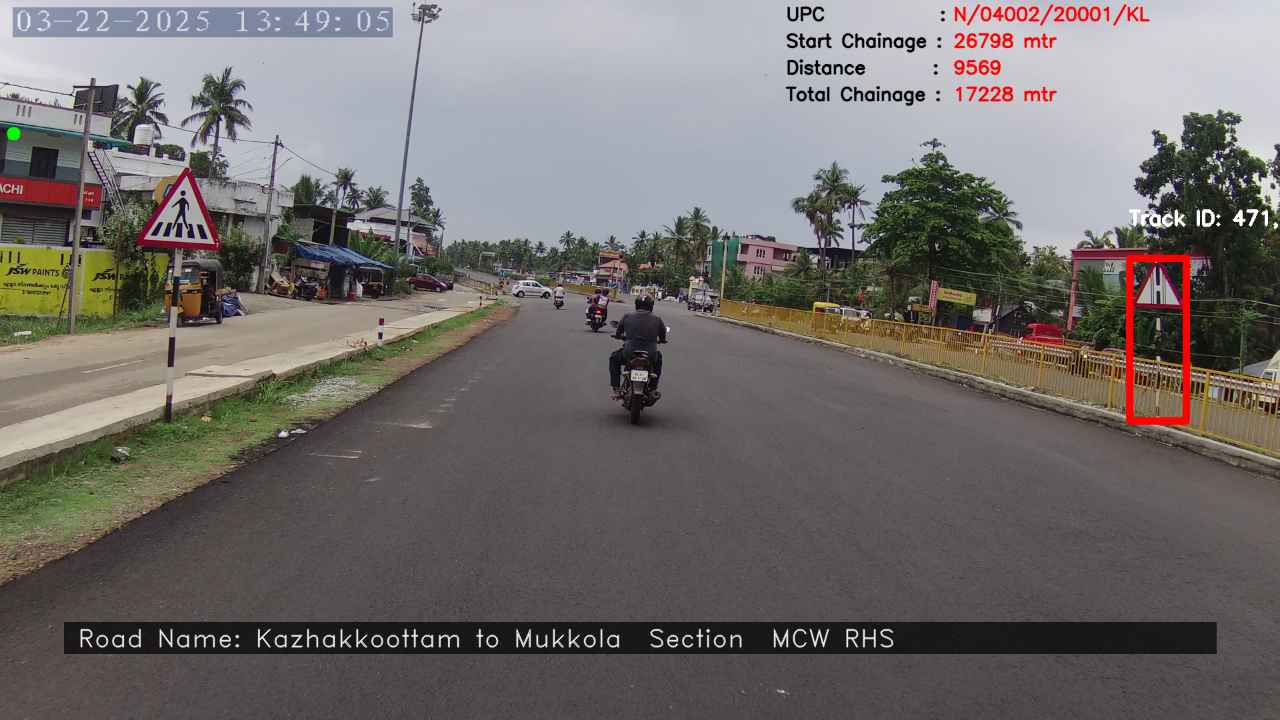 03-22-2025 13:49:05
UPC : N/04002/20001/KL
Start Chainage : 26798 mtr
Distance : 9569
Total Chainage : 17228 mtr
Track ID: 471,
ACHI
JSW PAINTS
JSW PAINTS
Road Name: Kazhakkoottam to Mukkola Section MCW RHS